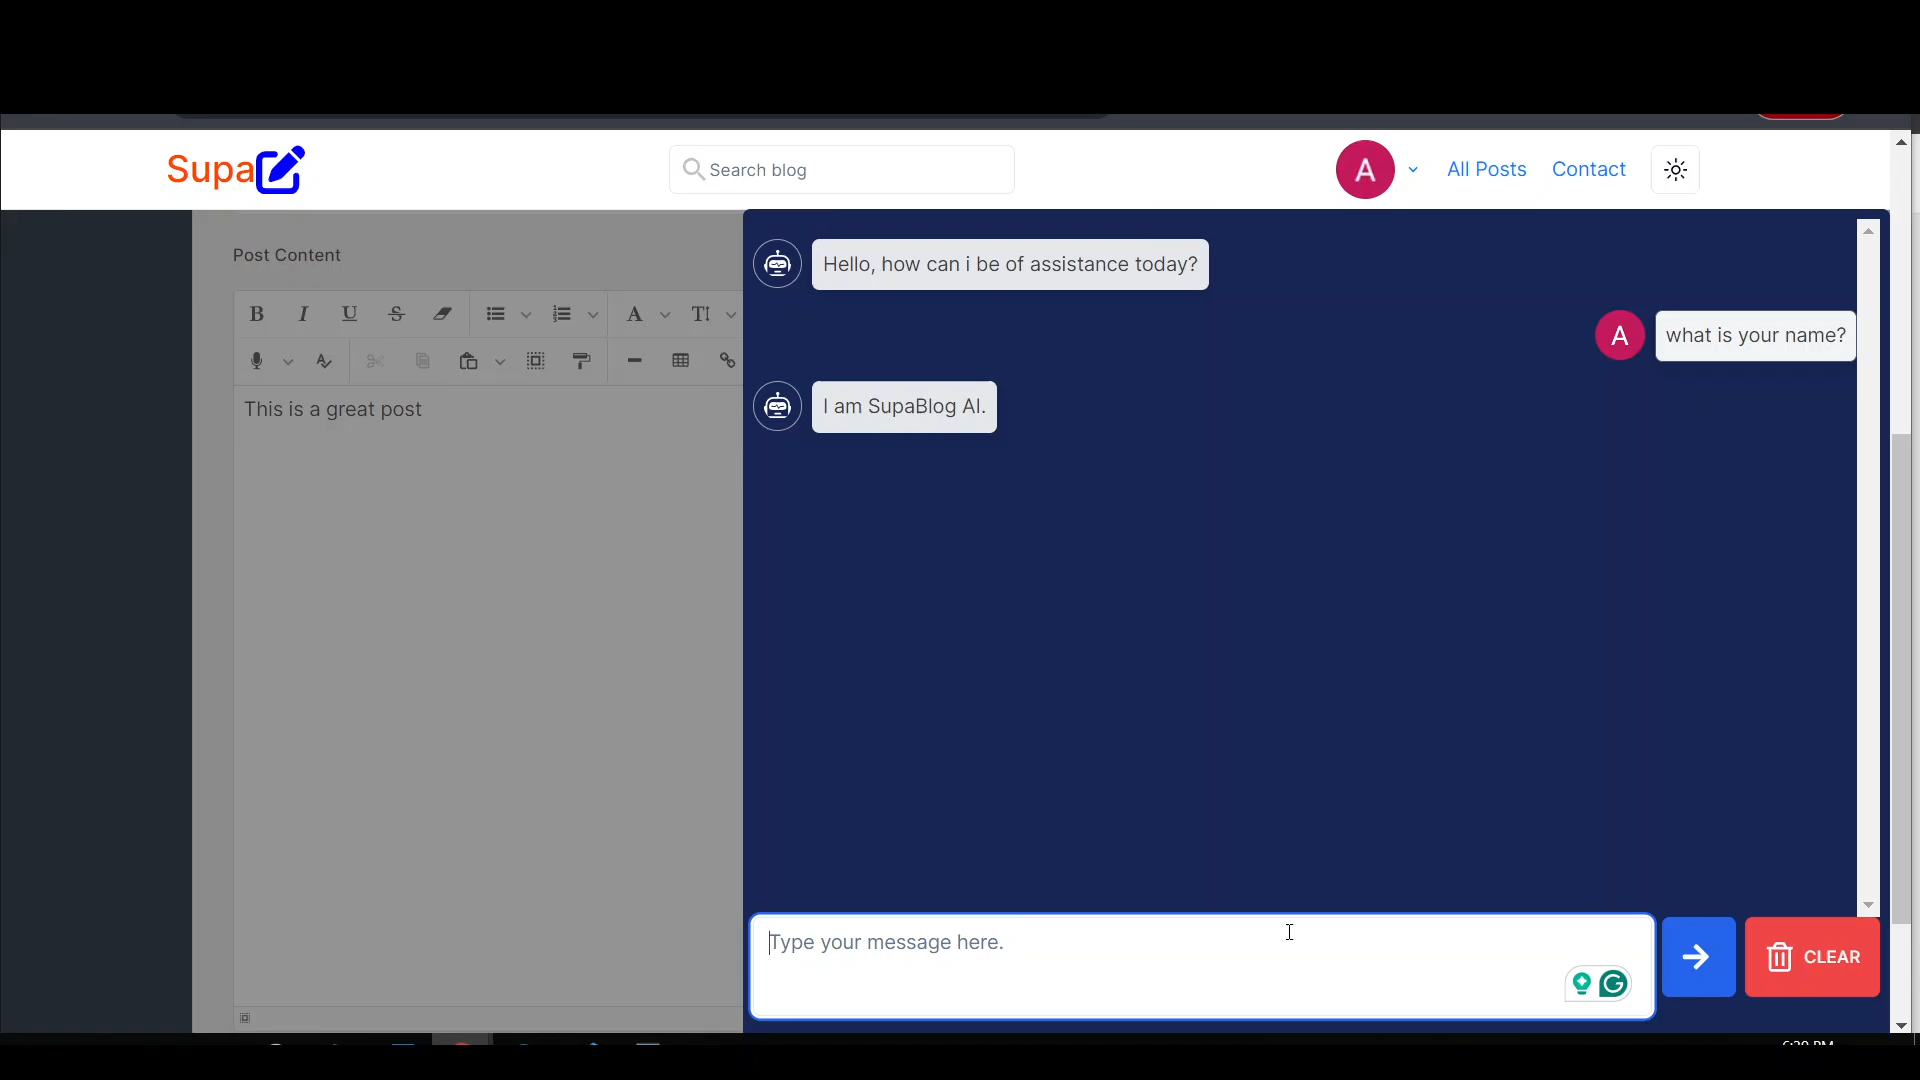 Supa
Search blog
A
All Posts
Contact
Post Content
Hello, how can i be of assistance today?
A
what is your name?
This is a great post
I am SupaBlog AI.
Type your message here.
CLEAR